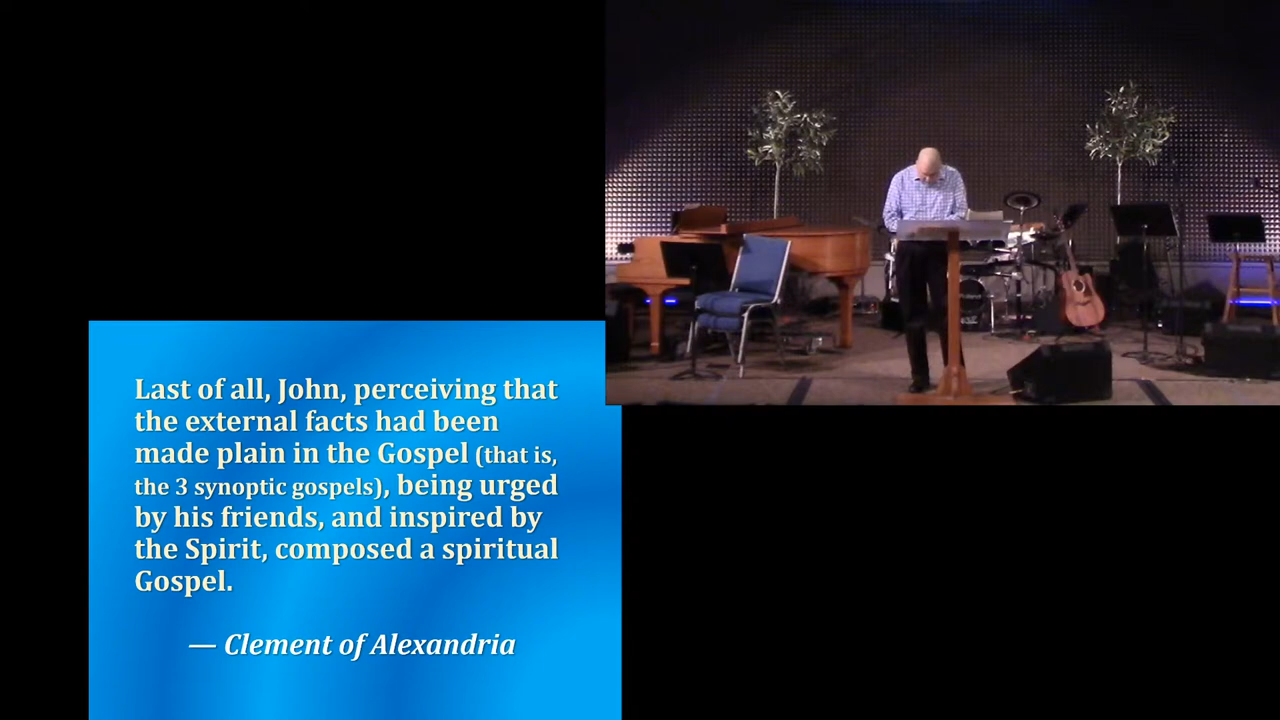 Last of all, John, perceiving that
the external facts had been
made plain in the Gospel (that is,
the 3 synoptic gospels), being urged
by his friends, and inspired by
the Spirit, composed a spiritual
Gospel.
— Clement of Alexandria